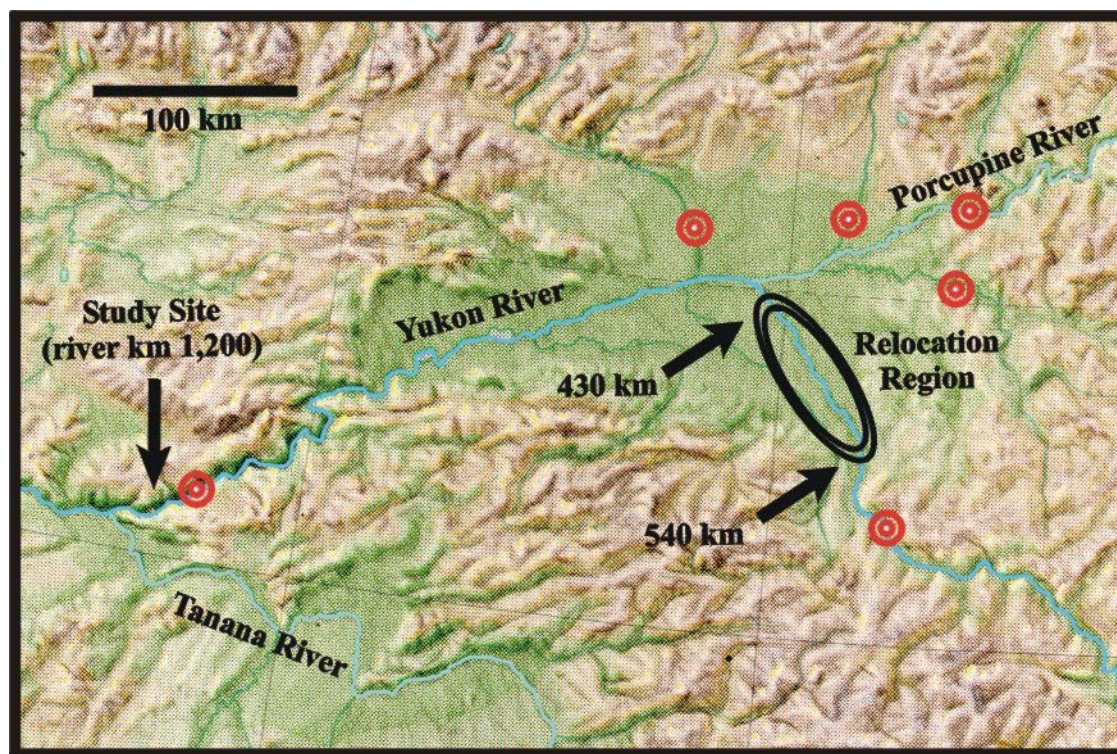 100 km
Porcupine River
Study Site
(river km 1,200)
Yukon River
Relocation
Region
430 km
540 km
Tanana River